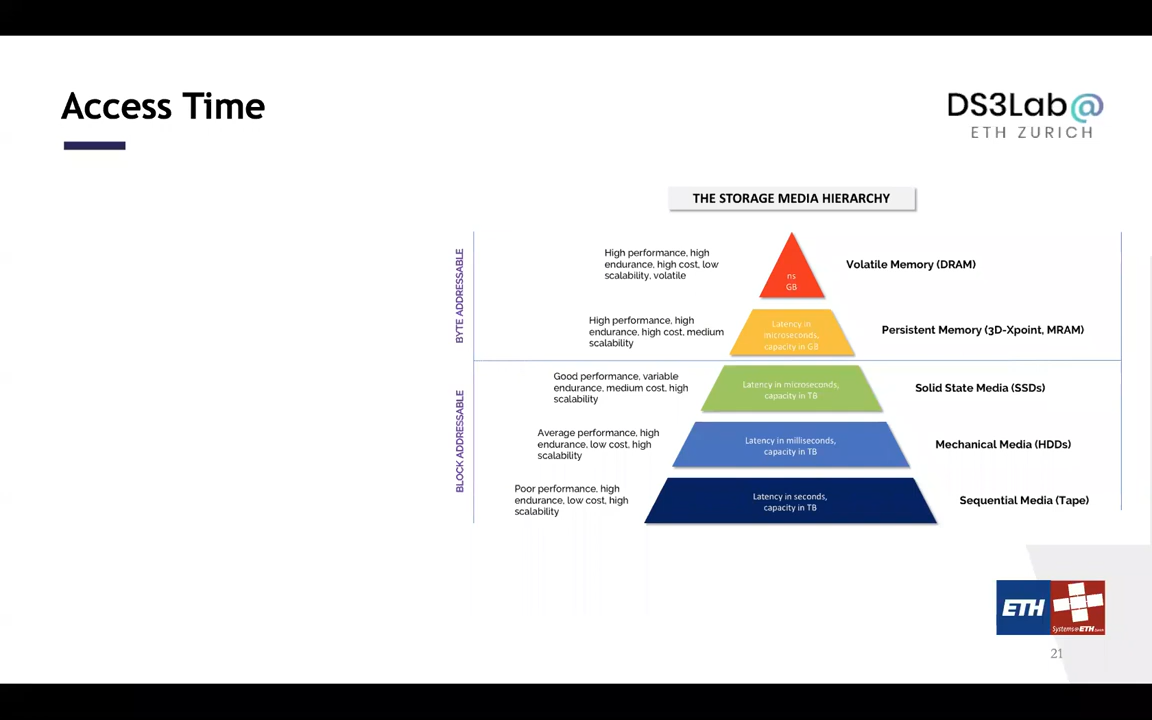 Access Time
DS3Lab@
ETH ZURICH
THE STORAGE MEDIA HIERARCHY
BYTE ADDRESSABLE
High performance, high
endurance, high cost, low
scalability, volatile
ns
GB
Volatile Memory (DRAM)
High performance, high
endurance, high cost, medium
scalability
Latency in
microseconds,
capacity in GB
Persistent Memory (3D-Xpoint, MRAM)
BLOCK ADDRESSABLE
Good performance, variable
endurance, medium cost, high
scalability
Latency in microseconds,
capacity in TB
Solid State Media (SSDs)
Average performance, high
endurance, low cost, high
scalability
Latency in milliseconds,
capacity in TB
Mechanical Media (HDDs)
Poor performance, high
endurance, low cost, high
scalability
Latency in seconds,
capacity in TB
Sequential Media (Tape)
ETH
Systems@ETH
21